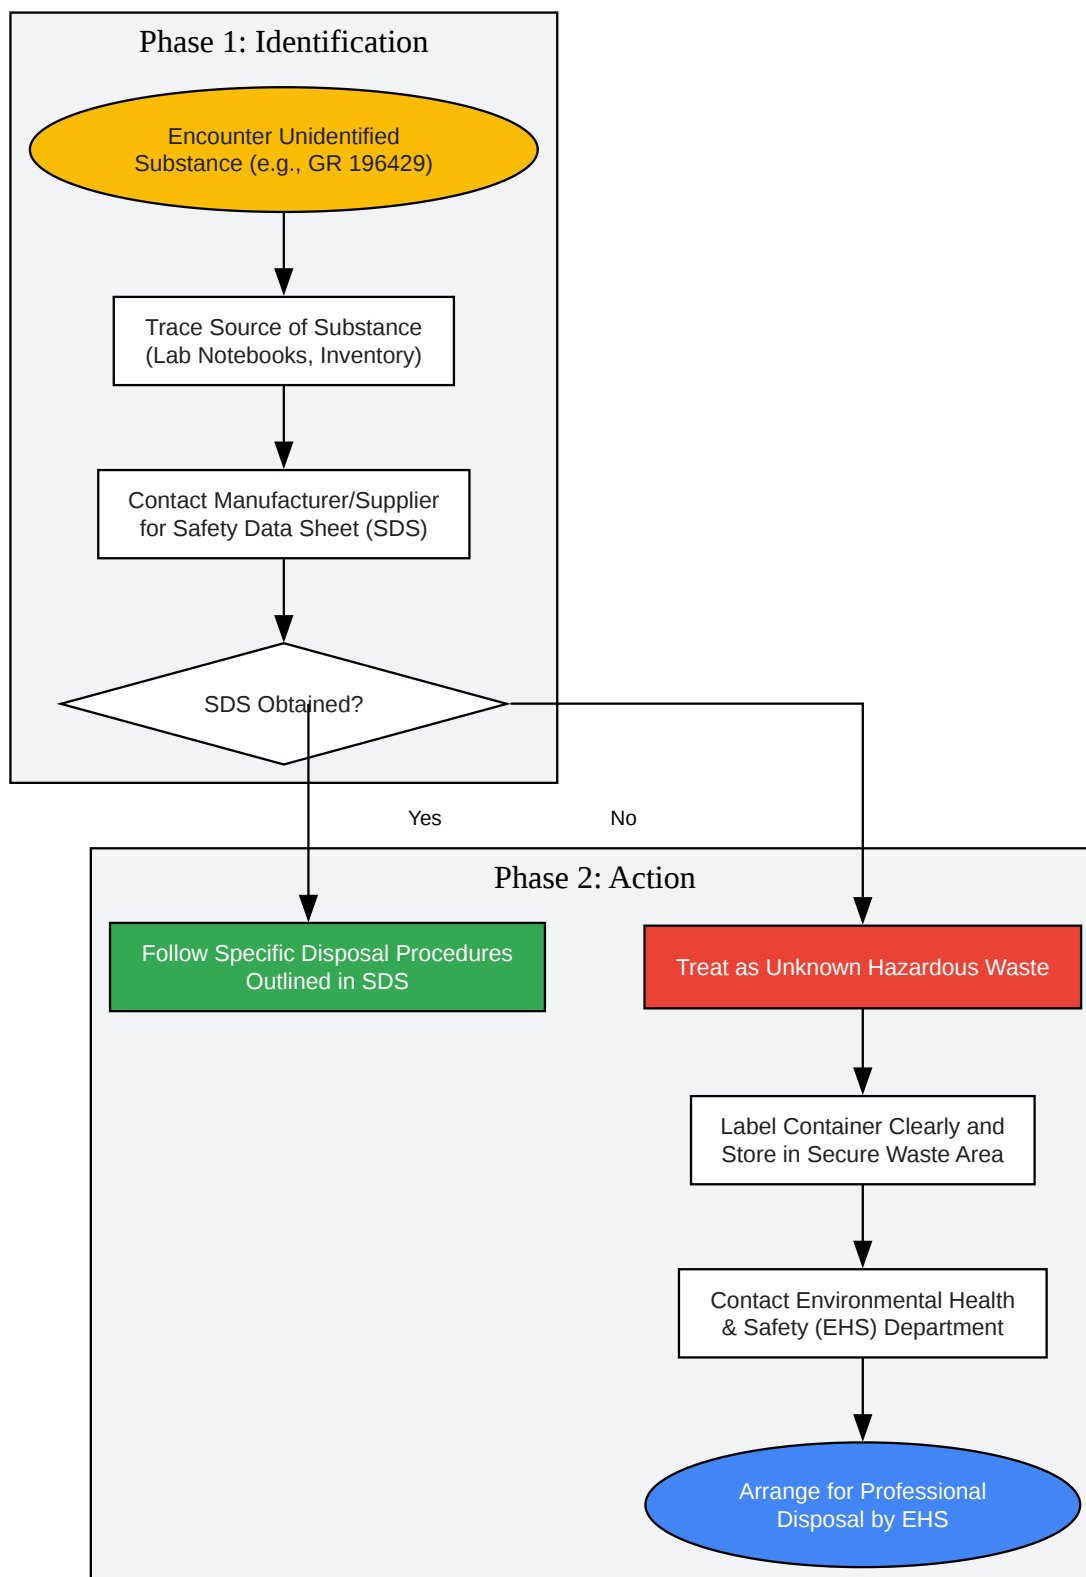 Phase 1: Identification
Encounter Unidentified
Substance (e.g., GR 196429)
Trace Source of Substance
(Lab Notebooks, Inventory)
Contact Manufacturer/Supplier
for Safety Data Sheet (SDS)
SDS Obtained?
Yes
No
Phase 2: Action
Follow Specific Disposal Procedures
Outlined in SDS
Treat as Unknown Hazardous Waste
Label Container Clearly and
Store in Secure Waste Area
Contact Environmental Health
& Safety (EHS) Department
Arrange for Professional
Disposal by EHS